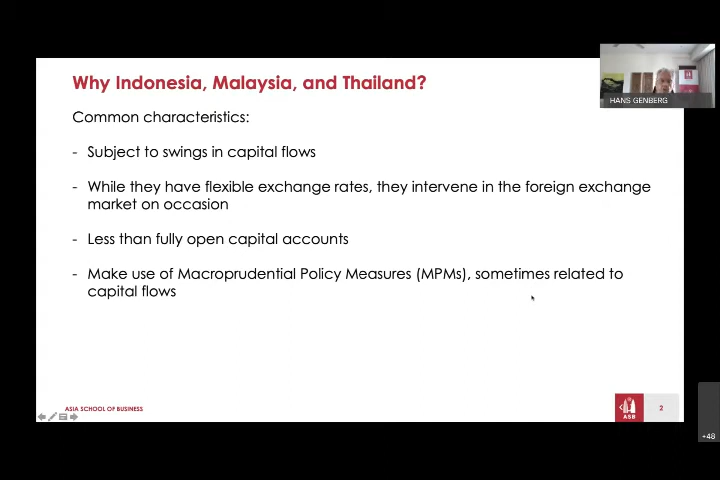 Why Indonesia, Malaysia, and Thailand?
HANS GENBERG
Common characteristics:
- Subject to swings in capital flows
- While they have flexible exchange rates, they intervene in the foreign exchange
market on occasion
- Less than fully open capital accounts
- Make use of Macroprudential Policy Measures (MPMs), sometimes related to
capital flows
ASIA SCHOOL OF BUSINESS
ASB
2
+48